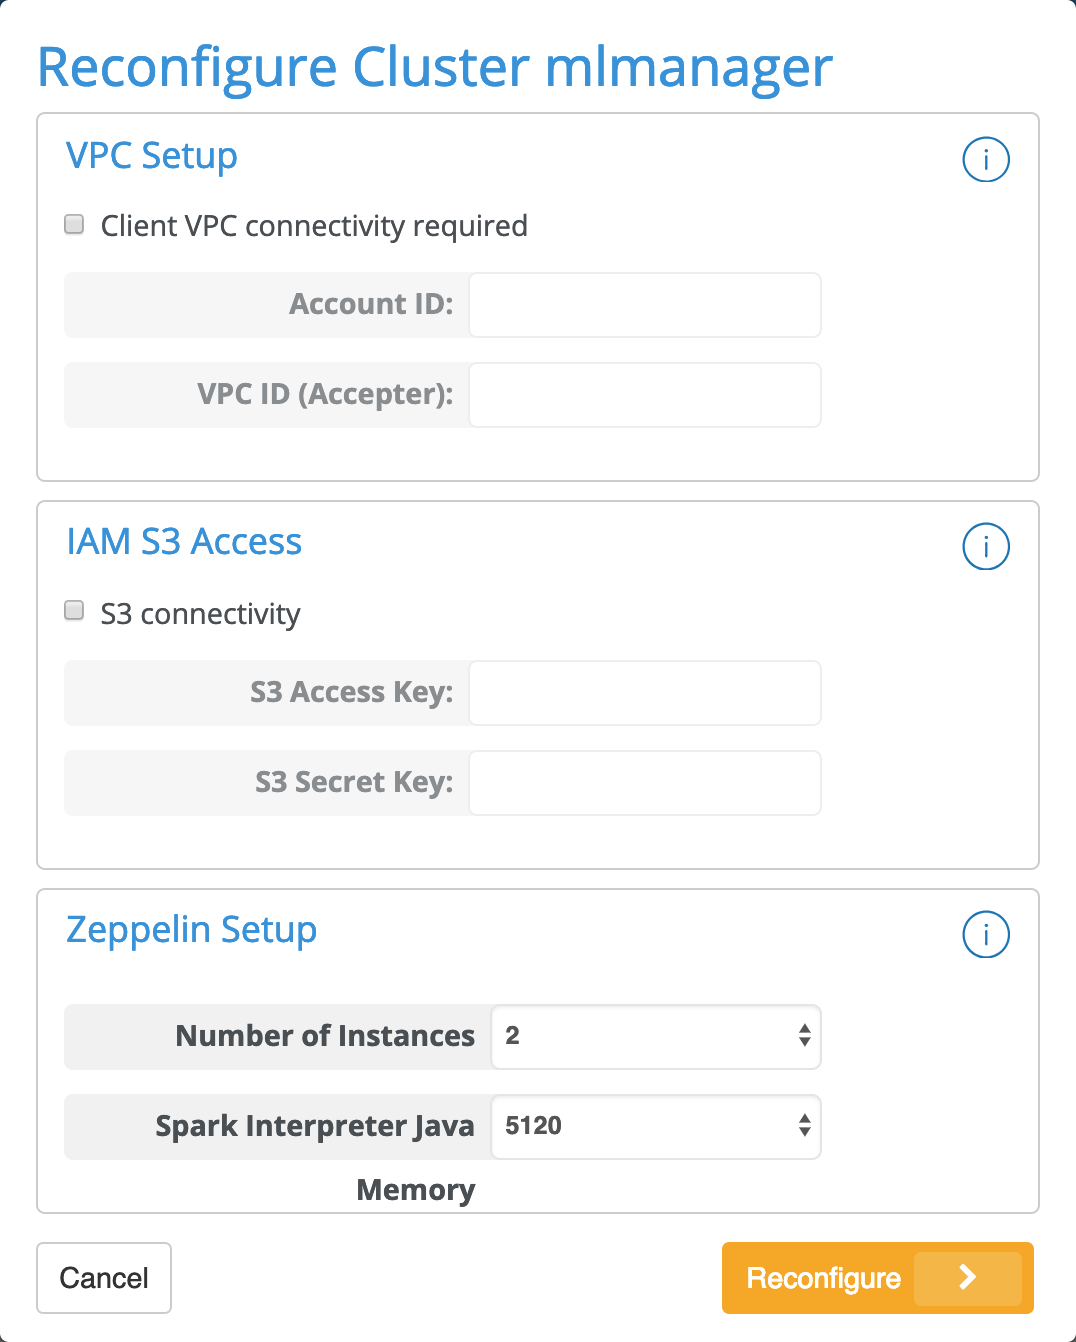 Reconfigure Cluster mlmanager
VPC Setup
i
Client VPC connectivity required
Account ID:
VPC ID (Accepter):
IAM S3 Access
i
S3 connectivity
S3 Access Key:
S3 Secret Key:
Zeppelin Setup
i
Number of Instances 2
Spark Interpreter Java 5120
Memory
Cancel Reconfigure